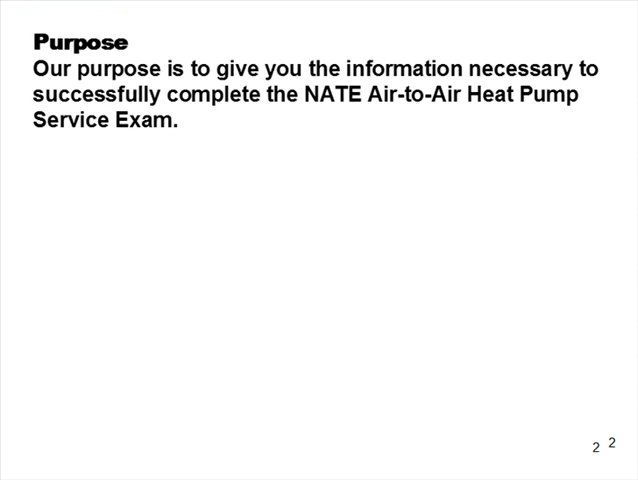 Purpose
Our purpose is to give you the information necessary to
successfully complete the NATE Air-to-Air Heat Pump
Service Exam.
2 2